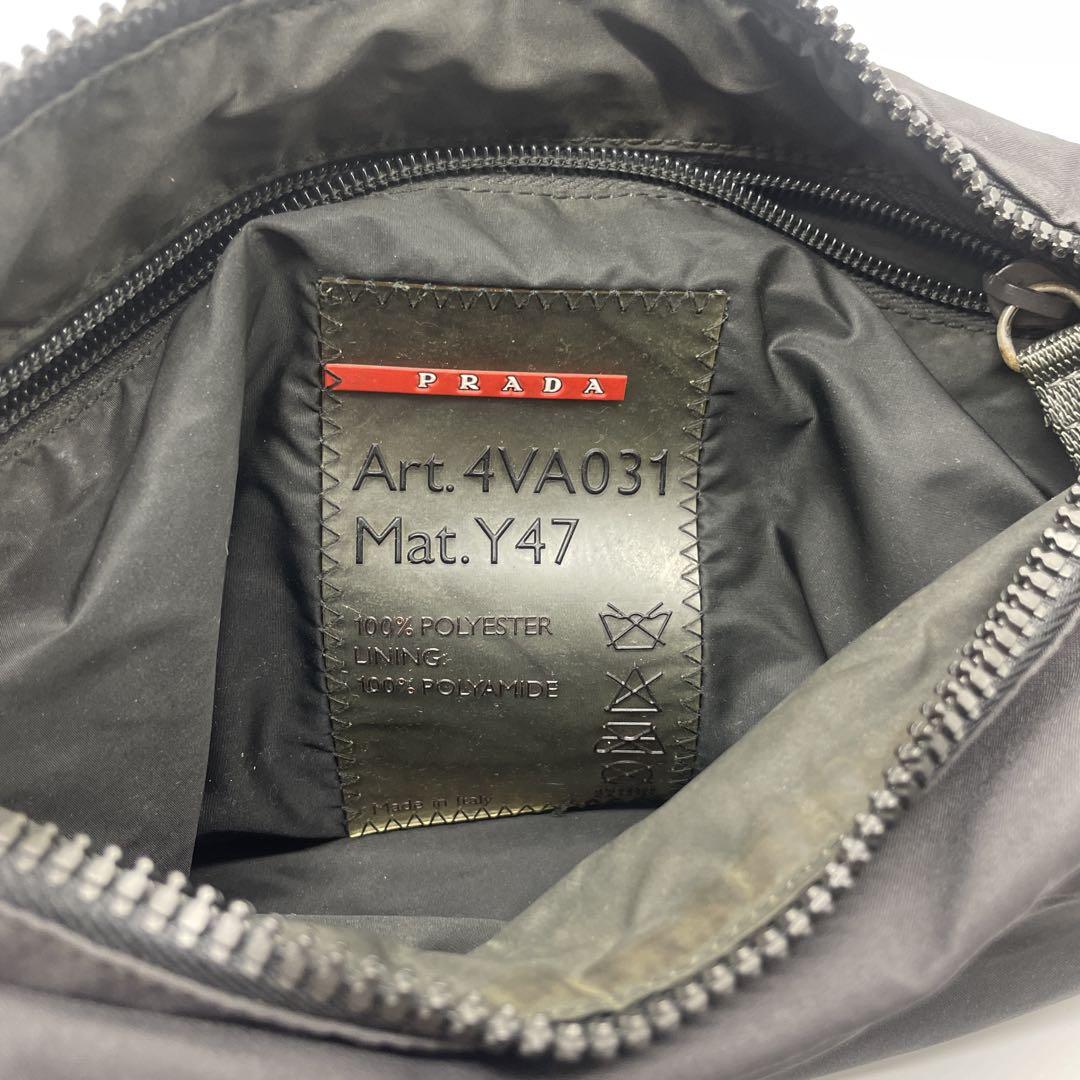 PRADA
Art. 4VA031
Mat. Y47
100% POLYESTER
LINING:
100% POLYAMIDE
Made in Italy